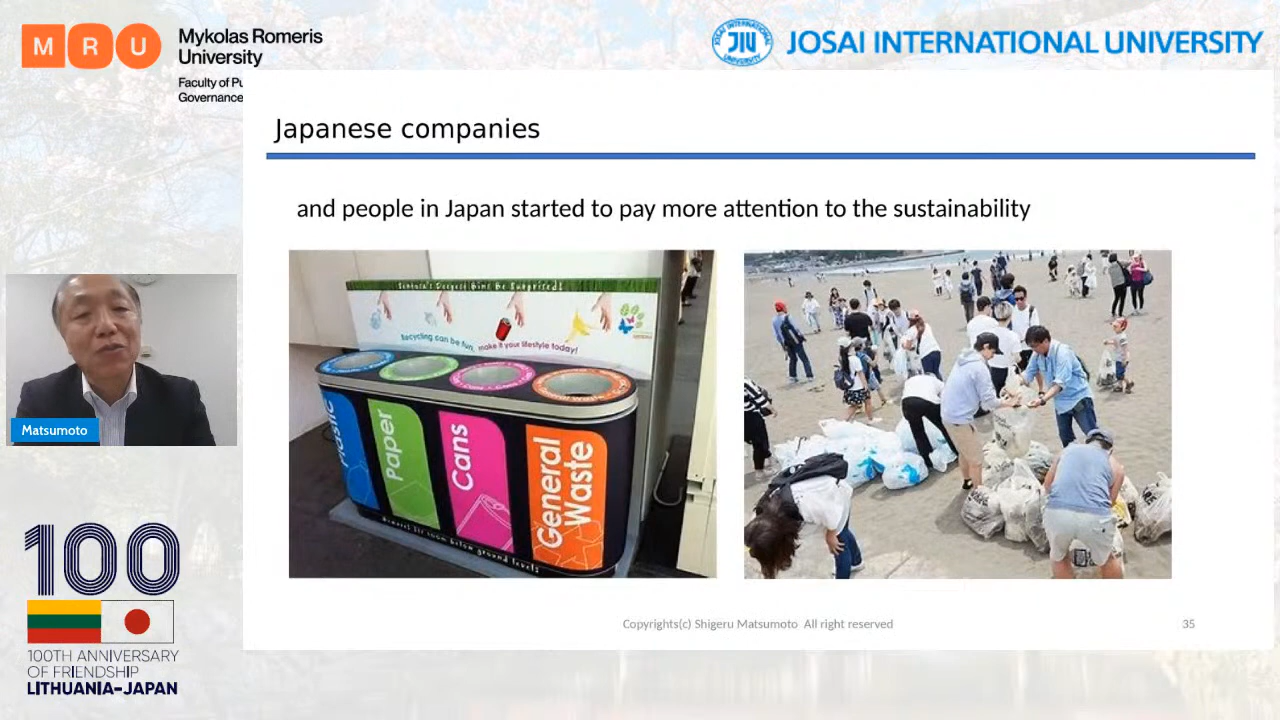 MRU
Mykolas Romeris
University
Faculty of Pu
Governance
JIU
JOSAI INTERNATIONAL UNIVERSITY
Japanese companies
and people in Japan started to pay more attention to the sustainability
Recycling can be fun, make it your lifestyle today!
Plastic
Paper
Cans
General
Waste
Matsumoto
100
100TH ANNIVERSARY
OF FRIENDSHIP
LITHUANIA–JAPAN
Copyrights(c) Shigeru Matsumoto All right reserved
35